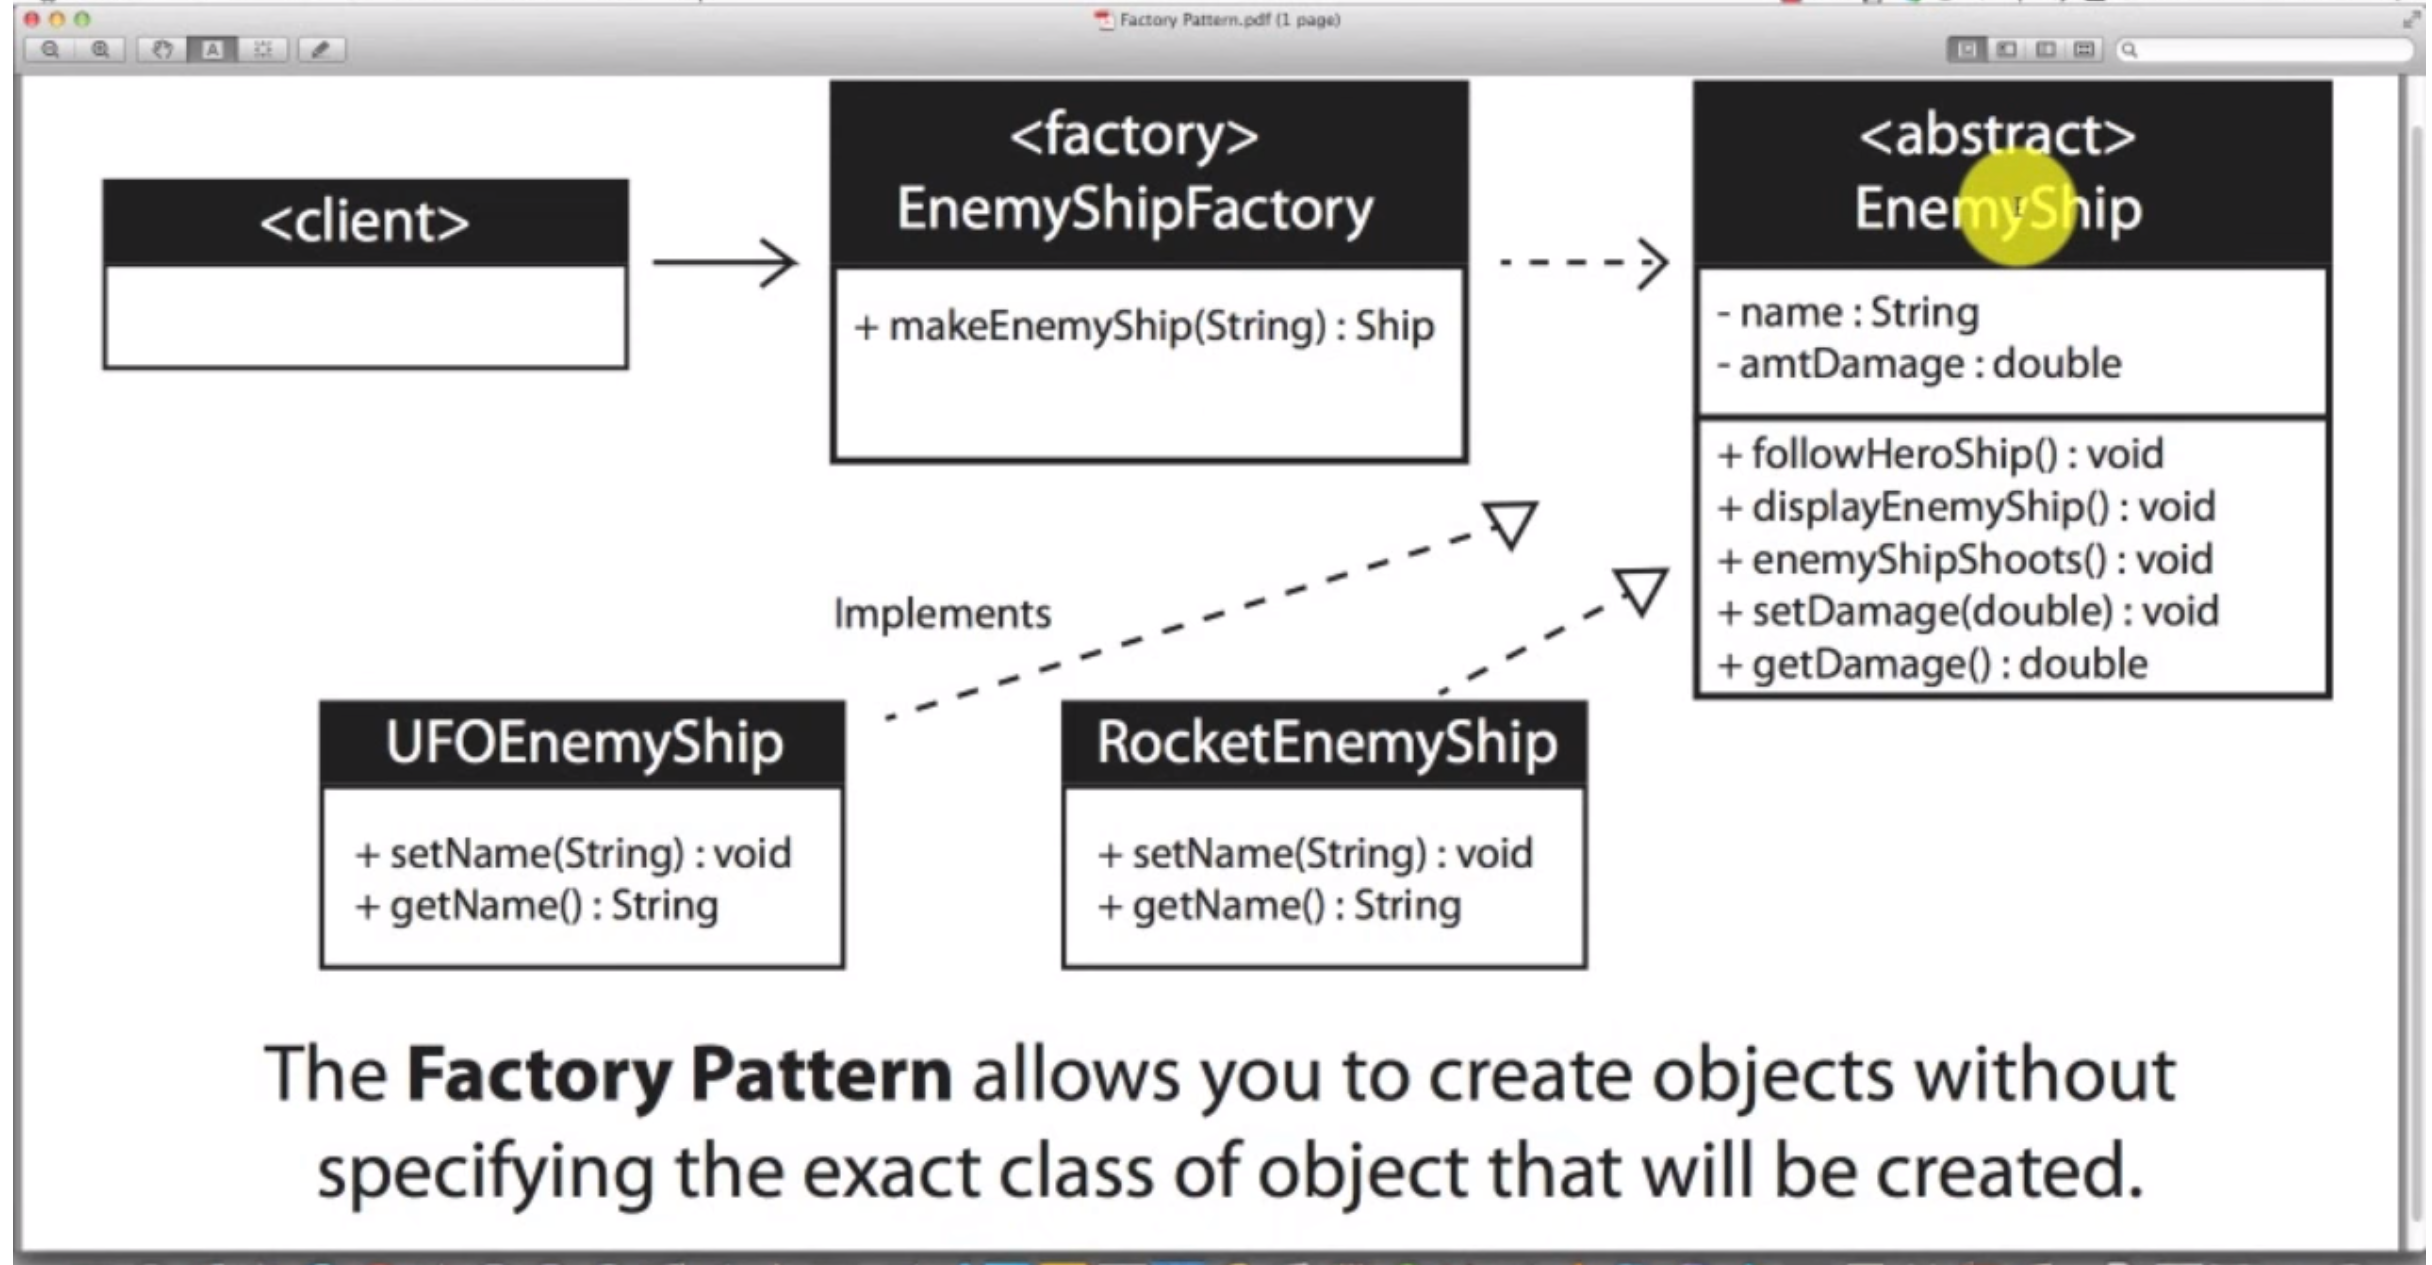 Factory Pattern.pdf (1 page)
A
<client>
<factory>
EnemyShipFactory
+ makeEnemyShip(String) : Ship
<abstract>
EnemyShip
- name : String
- amtDamage : double
+ followHeroShip() : void
+ displayEnemyShip() : void
+ enemyShipShoots() : void
+ setDamage(double) : void
+ getDamage() : double
Implements
UFOEnemyShip
+ setName(String) : void
+ getName() : String
RocketEnemyShip
+ setName(String) : void
+ getName() : String
The Factory Pattern allows you to create objects without
specifying the exact class of object that will be created.